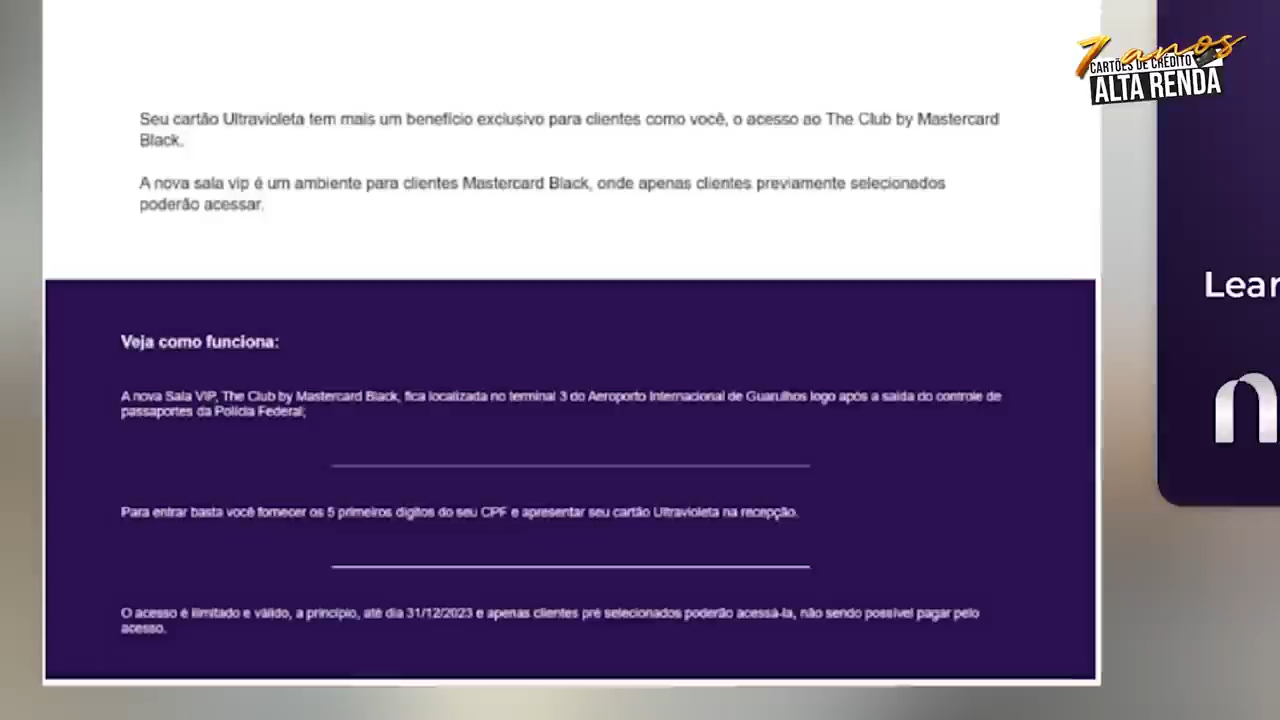 7 anos
CARTÕES DE CRÉDITO
ALTA RENDA
Seu cartão Ultravioleta tem mais um benefício exclusivo para clientes como você, o acesso ao The Club by Mastercard
Black.
A nova sala vip é um ambiente para clientes Mastercard Black, onde apenas clientes previamente selecionados
poderão acessar.
Lear
Veja como funciona:
A nova Sala VIP, The Club by Mastercard Black, fica localizada no terminal 3 do Aeroporto Internacional de Guarulhos logo após a saída do controle de
passaportes da Polícia Federal;
Para entrar basta você fornecer os 5 primeiros dígitos do seu CPF e apresentar seu cartão Ultravioleta na recepção.
O acesso é ilimitado e válido, a princípio, até dia 31/12/2023 e apenas clientes pré selecionados poderão acessá-la, não sendo possível pagar pelo
acesso.